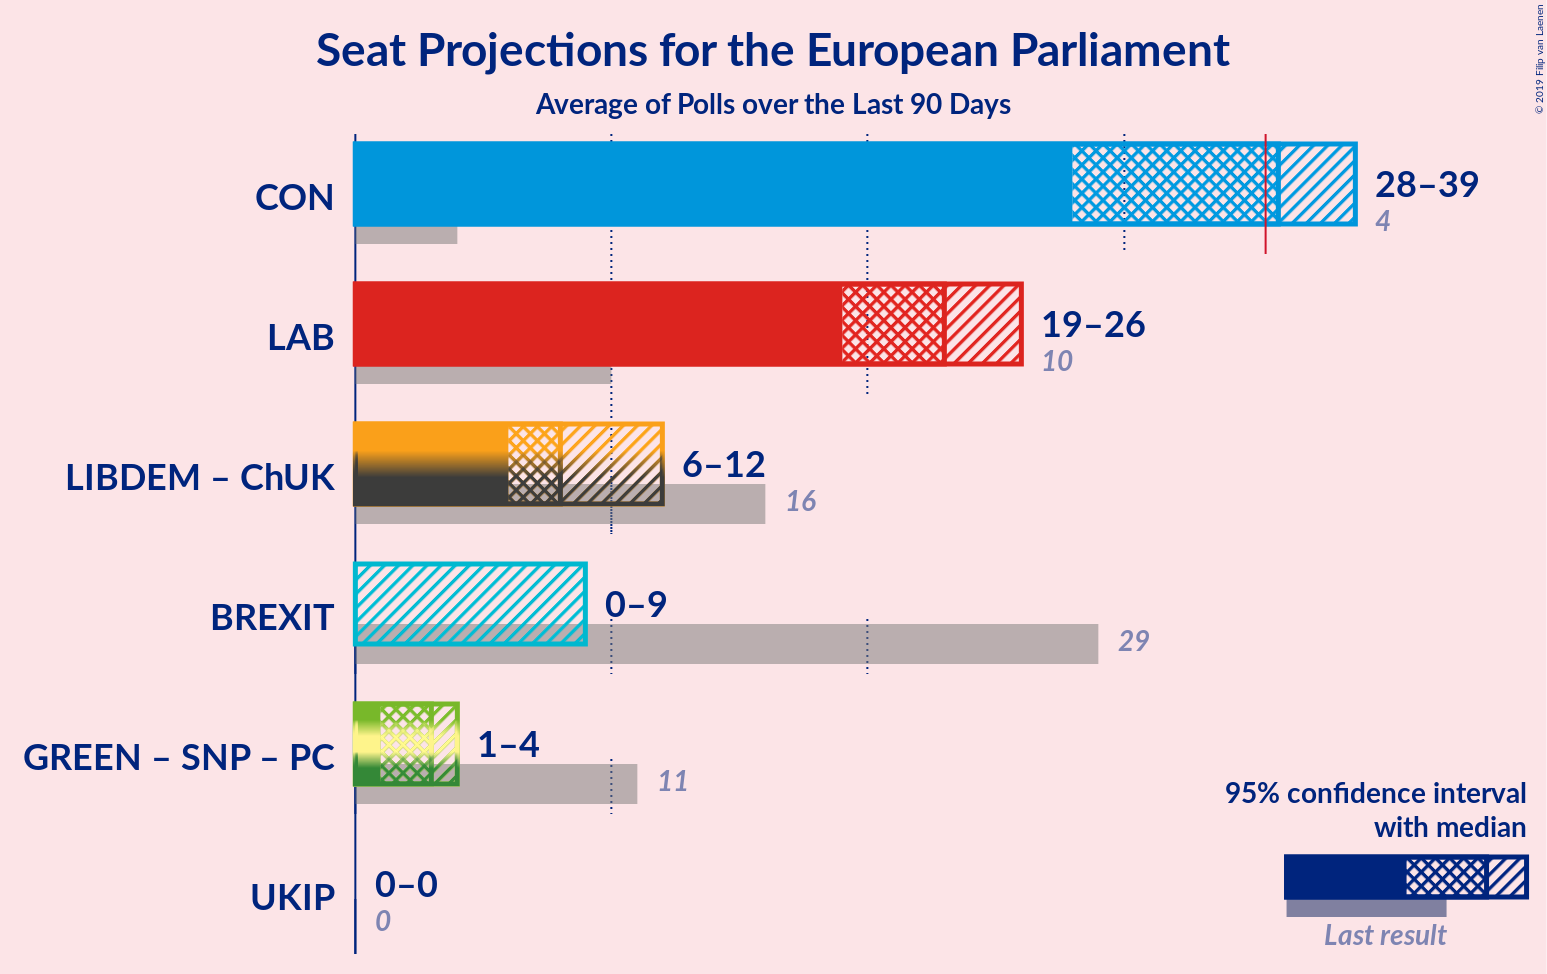 Seat Projections for the European Parliament
Average of Polls over the Last 90 Days
© 2019 Filip van Laenen
CON
28–39
4
LAB
19–26
10
LIBDEM – ChUK
6–12
16
BREXIT
0–9
29
GREEN – SNP – PC
1–4
11
UKIP
0–0
0
95% confidence interval
with median
Last result